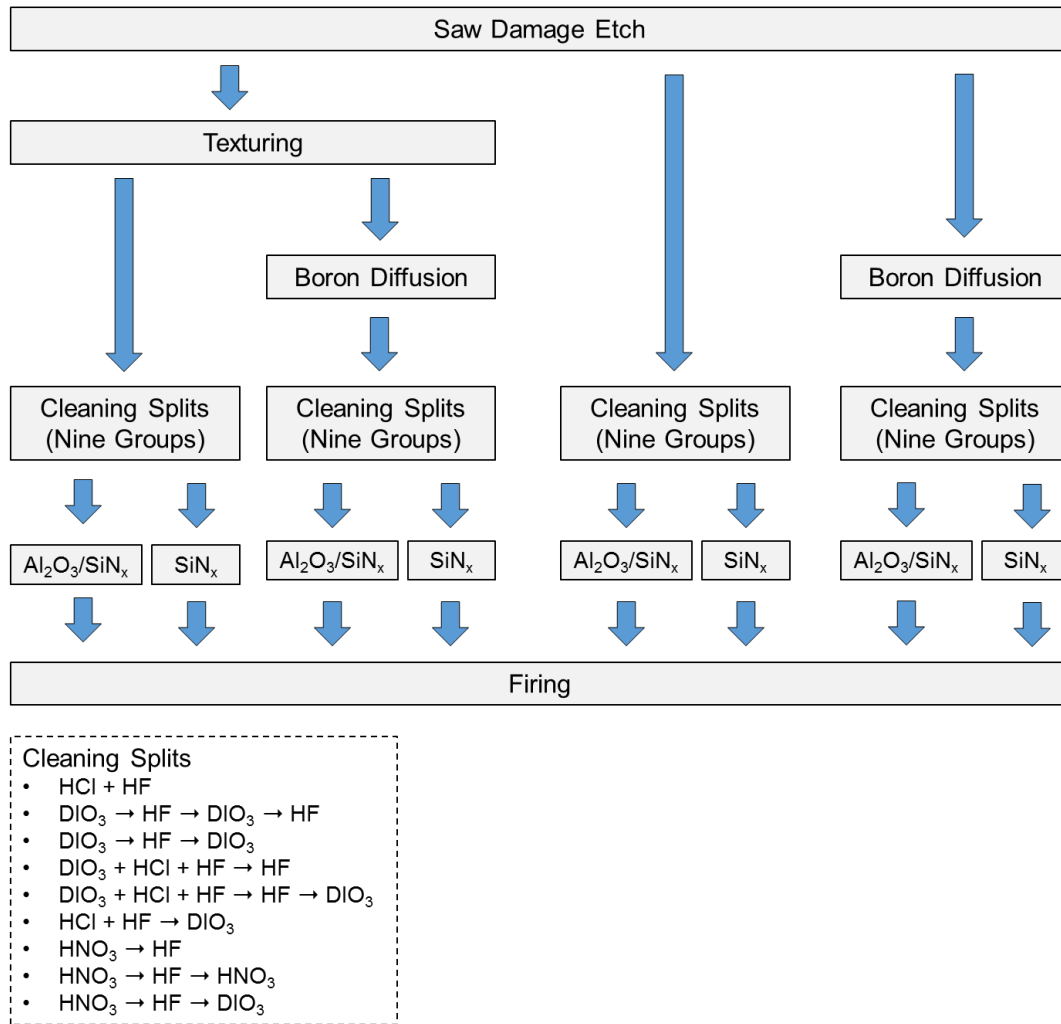 Saw Damage Etch
Texturing
Boron Diffusion
Boron Diffusion
Cleaning Splits
(Nine Groups)
Cleaning Splits
(Nine Groups)
Cleaning Splits
(Nine Groups)
Cleaning Splits
(Nine Groups)
Al₂O₃/SiNₓ
SiNₓ
Al₂O₃/SiNₓ
SiNₓ
Al₂O₃/SiNₓ
SiNₓ
Al₂O₃/SiNₓ
SiNₓ
Firing
Cleaning Splits
• HCl + HF
• DIO₃ → HF → DIO₃ → HF
• DIO₃ → HF → DIO₃
• DIO₃ + HCl + HF → HF
• DIO₃ + HCl + HF → HF → DIO₃
• HCl + HF → DIO₃
• HNO₃ → HF
• HNO₃ → HF → HNO₃
• HNO₃ → HF → DIO₃